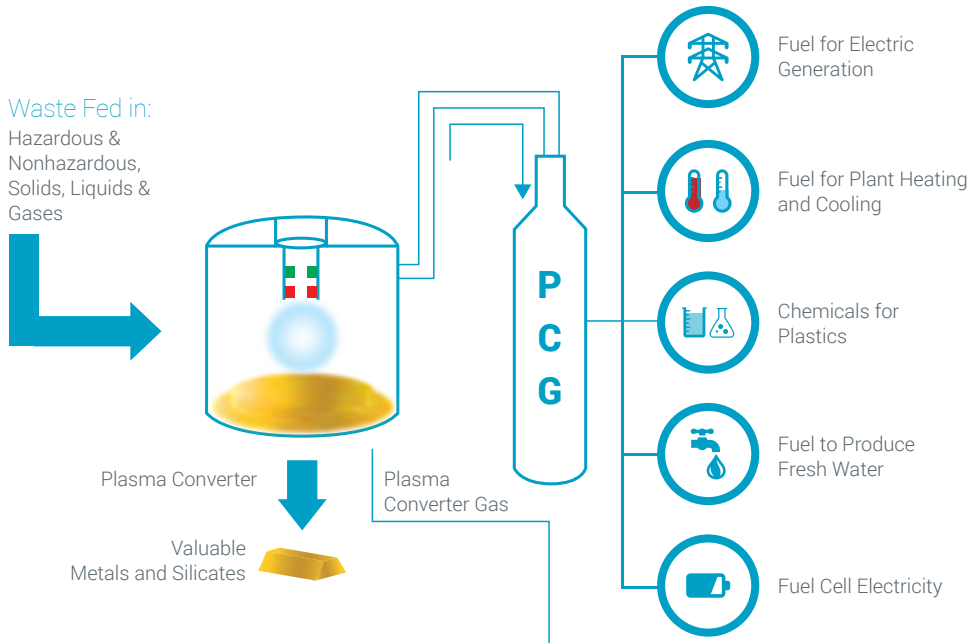 Waste Fed in:
Hazardous &
Nonhazardous,
Solids, Liquids &
Gases
Plasma Converter
Valuable
Metals and Silicates
Plasma
Converter Gas
P
C
G
Fuel for Electric
Generation
Fuel for Plant Heating
and Cooling
Chemicals for
Plastics
Fuel to Produce
Fresh Water
Fuel Cell Electricity